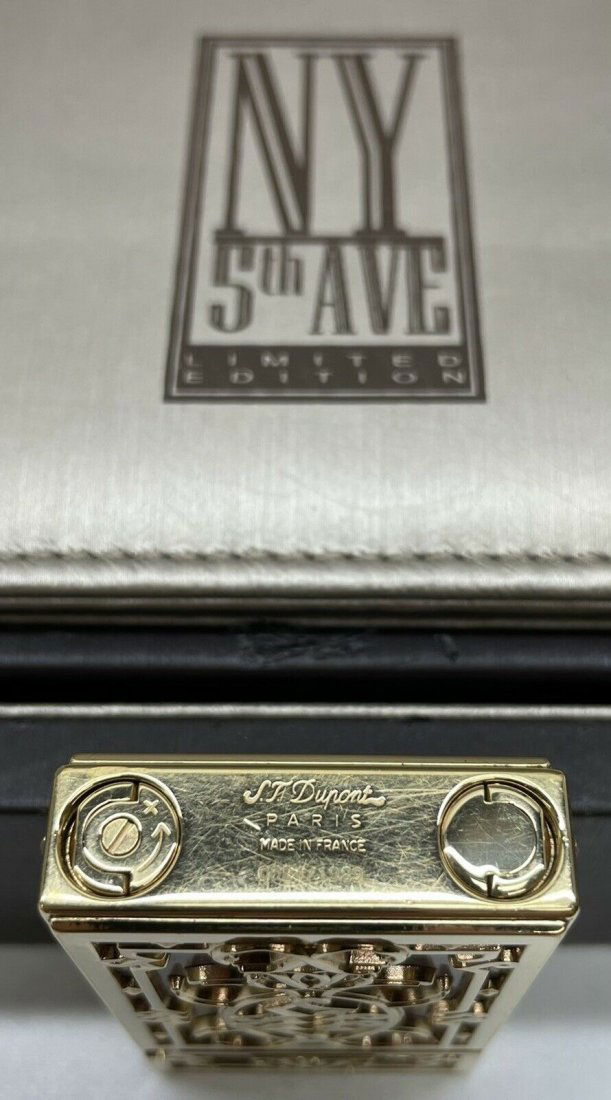 NY
5th AVE
LIMITED
EDITION
+
S.T. Dupont
PARIS
MADE IN FRANCE